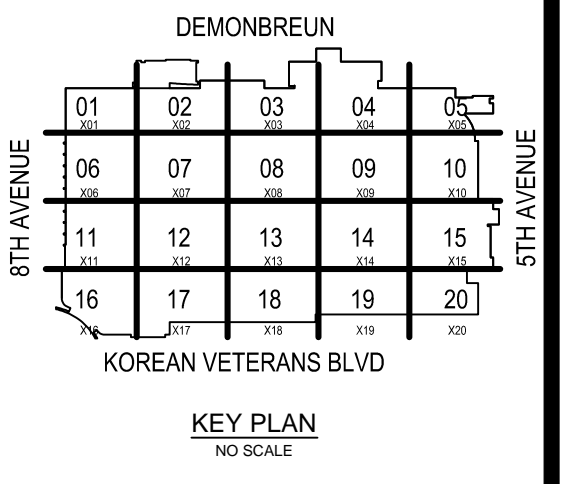 DEMONBREUN
01 02 03 04 05
X01 X02 X03 X04 X05
8TH AVENUE
06 07 08 09 10
X06 X07 X08 X09 X10
5TH AVENUE
11 12 13 14 15
X11 X12 X13 X14 X15
16 17 18 19 20
X16 X17 X18 X19 X20
KOREAN VETERANS BLVD
KEY PLAN
NO SCALE